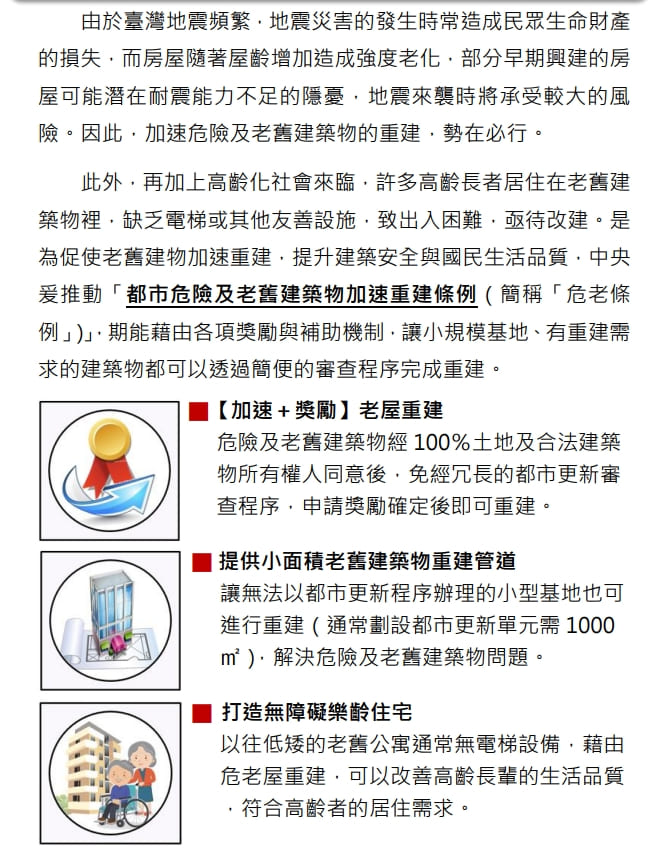 由於臺灣地震頻繁，地震災害的發生時常造成民眾生命財產
的損失，而房屋隨著屋齡增加造成強度老化，部分早期興建的房
屋可能潛在耐震能力不足的隱憂，地震來襲時將承受較大的風
險。因此，加速危險及老舊建築物的重建，勢在必行。
此外，再加上高齡化社會來臨，許多高齡長者居住在老舊建
築物裡，缺乏電梯或其他友善設施，致出入困難，亟待改建。是
為促使老舊建物加速重建，提升建築安全與國民生活品質，中央
爰推動「都市危險及老舊建築物加速重建條例（簡稱「危老條
例」)」，期能藉由各項獎勵與補助機制，讓小規模基地、有重建需
求的建築物都可以透過簡便的審查程序完成重建。
■【加速＋獎勵】老屋重建
危險及老舊建築物經 100%土地及合法建築
物所有權人同意後，免經冗長的都市更新審
查程序，申請獎勵確定後即可重建。
■ 提供小面積老舊建築物重建管道
讓無法以都市更新程序辦理的小型基地也可
進行重建（通常劃設都市更新單元需 1000
㎡ )，解決危險及老舊建築物問題。
■ 打造無障礙樂齡住宅
以往低矮的老舊公寓通常無電梯設備，藉由
危老屋重建，可以改善高齡長輩的生活品質
，符合高齡者的居住需求。